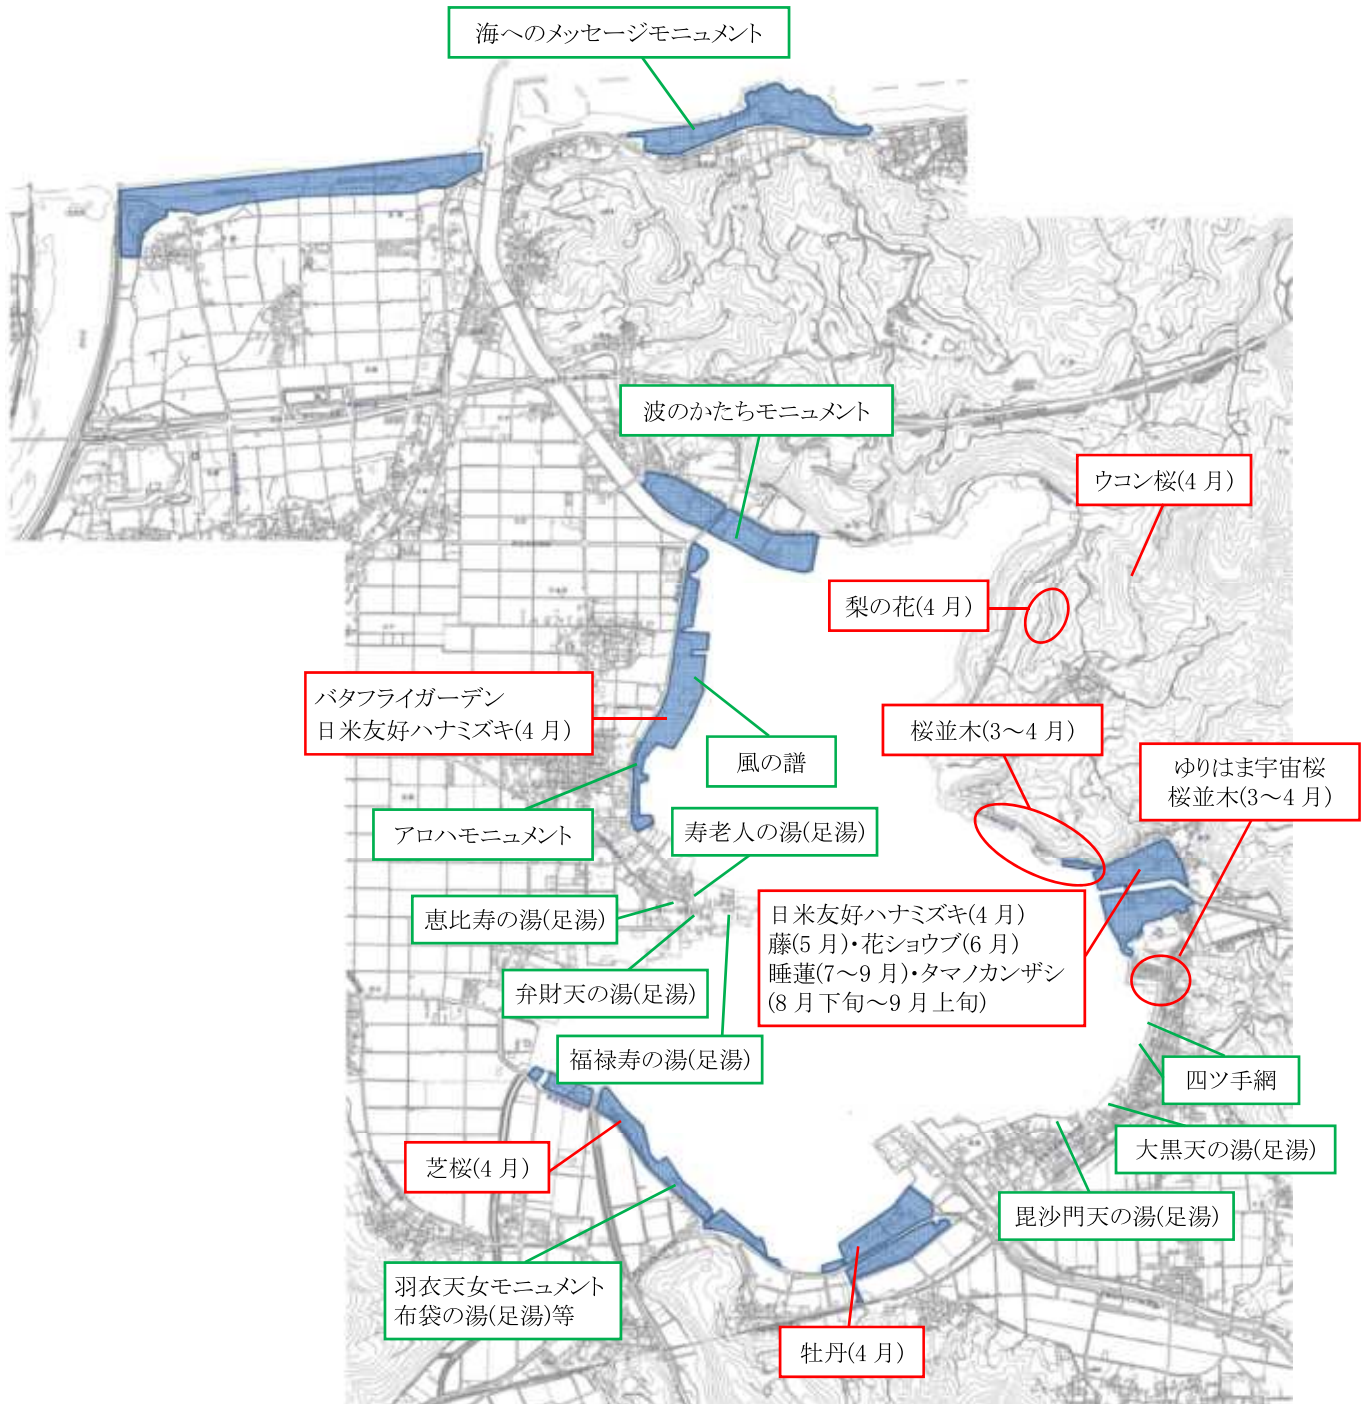 海へのメッセージモニュメント
波のかたちモニュメント
ウコン桜(4月)
梨の花(4月)
バタフライガーデン
日米友好ハナミズキ(4月)
桜並木(3～4月)
風の譜
ゆりはま宇宙桜
桜並木(3～4月)
アロハモニュメント
寿老人の湯(足湯)
恵比寿の湯(足湯)
日米友好ハナミズキ(4月)
藤(5月)・花ショウブ(6月)
睡蓮(7～9月)・タマノカンザシ
(8月下旬～9月上旬)
弁財天の湯(足湯)
福禄寿の湯(足湯)
四ツ手網
大黒天の湯(足湯)
芝桜(4月)
毘沙門天の湯(足湯)
羽衣天女モニュメント
布袋の湯(足湯)等
牡丹(4月)